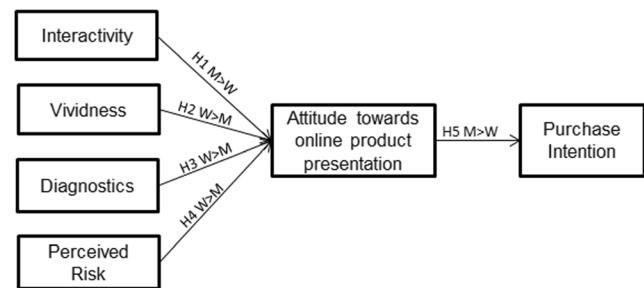 Interactivity
H1 M>W
Vividness
H2 W>M
Diagnostics
H3 W>M
Perceived
Risk
H4 W>M
Attitude towards
online product
presentation
H5 M>W
Purchase
Intention